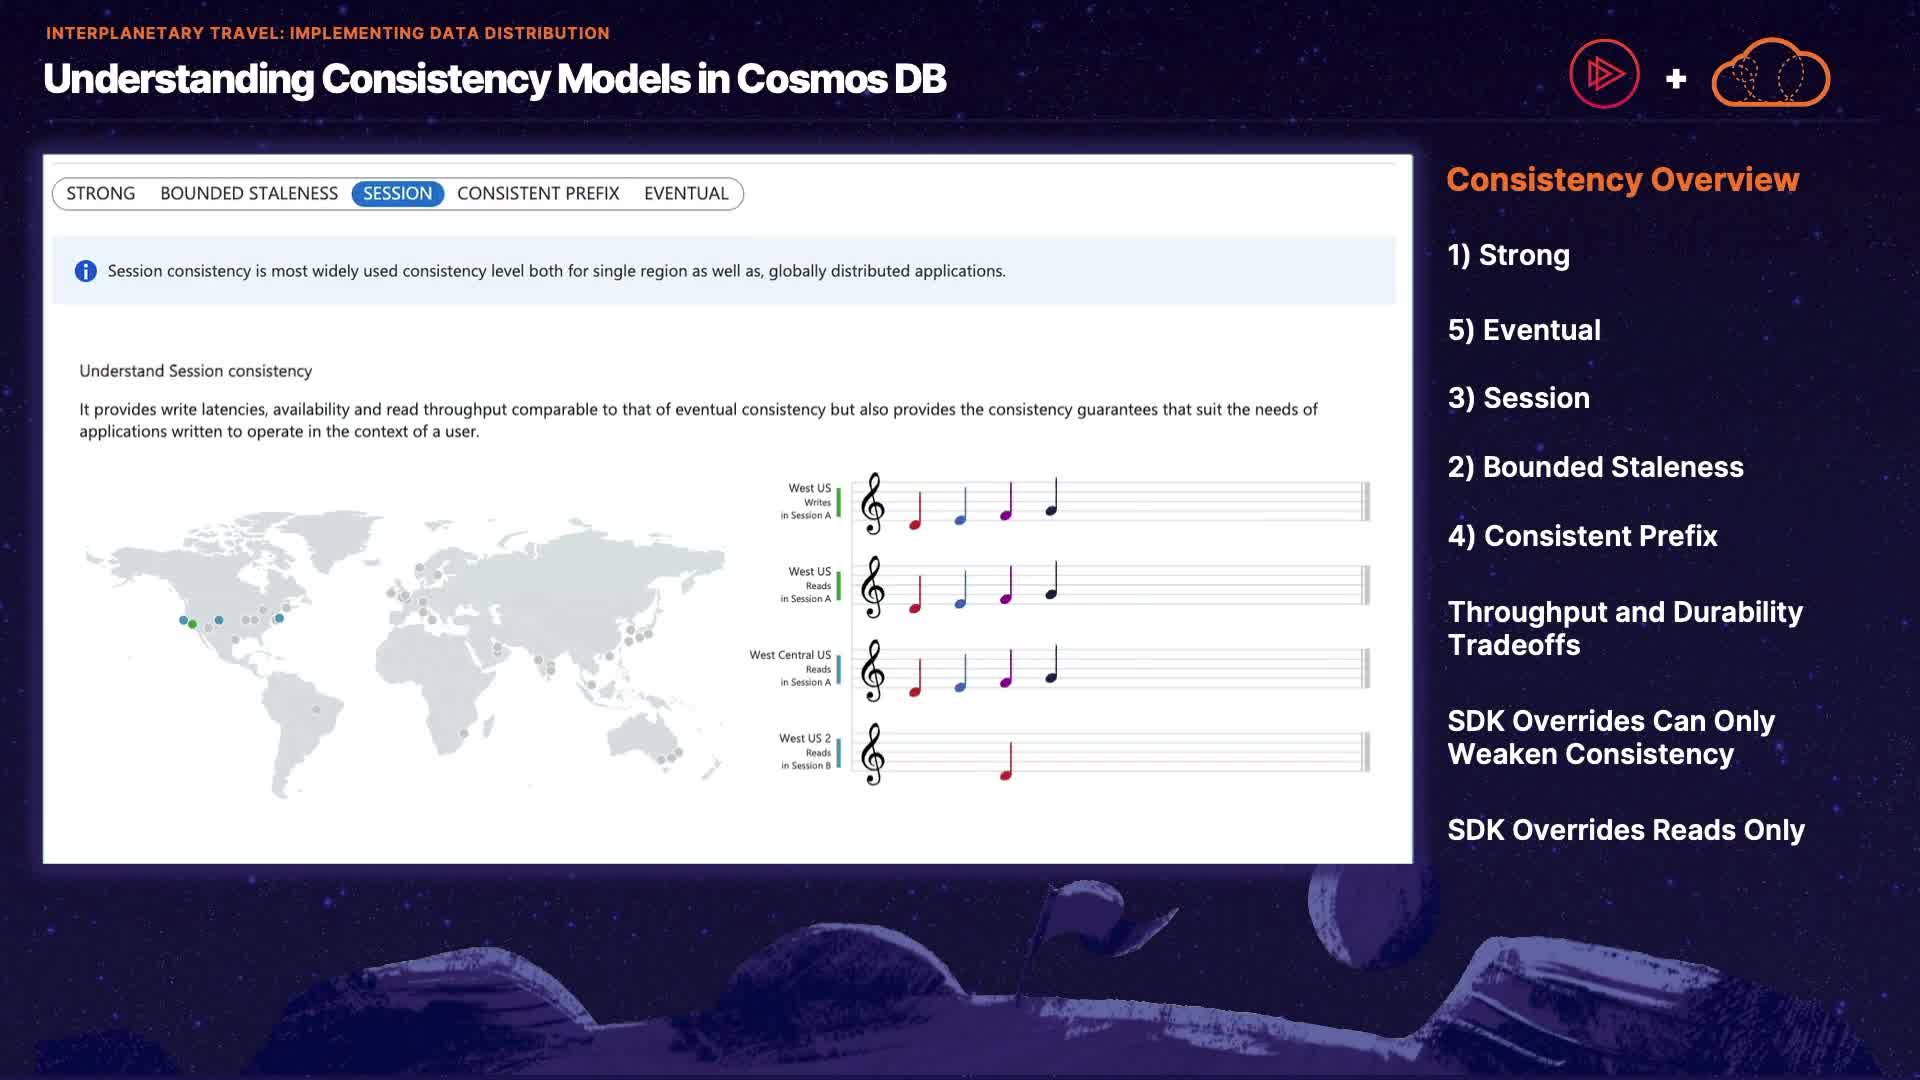 INTERPLANETARY TRAVEL: IMPLEMENTING DATA DISTRIBUTION
Understanding Consistency Models in Cosmos DB
+
STRONG BOUNDED STALENESS SESSION CONSISTENT PREFIX EVENTUAL
Session consistency is most widely used consistency level both for single region as well as, globally distributed applications.
Understand Session consistency
It provides write latencies, availability and read throughput comparable to that of eventual consistency but also provides the consistency guarantees that suit the needs of
applications written to operate in the context of a user.
West US
Writes
in Session A
West US
Reads
in Session A
West Central US
Reads
in Session A
West US 2
Reads
in Session B
Consistency Overview
1) Strong
5) Eventual
3) Session
2) Bounded Staleness
4) Consistent Prefix
Throughput and Durability
Tradeoffs
SDK Overrides Can Only
Weaken Consistency
SDK Overrides Reads Only